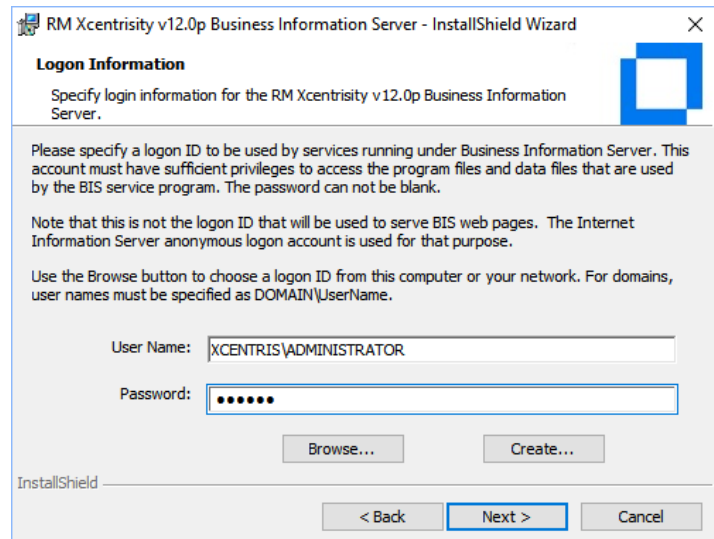 RM Xcentrisity v12.0p Business Information Server - InstallShield Wizard
Logon Information
Specify login information for the RM Xcentrisity v12.0p Business Information
Server.
Please specify a logon ID to be used by services running under Business Information Server. This
account must have sufficient privileges to access the program files and data files that are used
by the BIS service program. The password can not be blank.
Note that this is not the logon ID that will be used to serve BIS web pages.  The Internet
Information Server anonymous logon account is used for that purpose.
Use the Browse button to choose a logon ID from this computer or your network. For domains,
user names must be specified as DOMAIN\UserName.
User Name: XCENTRIS\ADMINISTRATOR
Password: ●●●●●●
Browse... Create...
InstallShield
< Back Next > Cancel